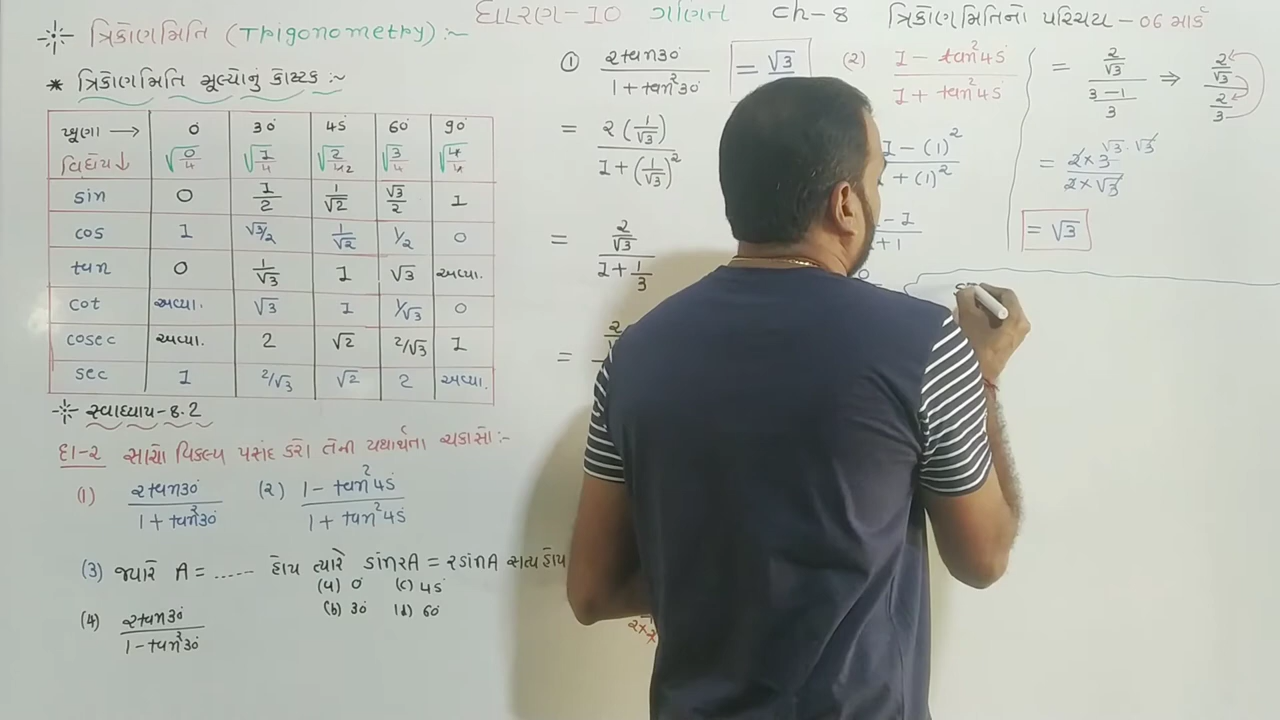 ધોરણ-10 ગણિત ch-8 ત્રિકોણમિતિનો પરિચય - 06 માર્ક
ત્રિકોણમિતિ (Trigonometry) :~
* ત્રિકોણમિતિ મૂલ્યોનું કોષ્ટક :~
ખૂણા → 0° 30° 45° 60° 90°
વિધેય ↓ √0/4 √1/4 √2/4₂ √3/4 √4/4
sin 0 1/2 1/√2 √3/2 1
cos 1 √3/2 1/√2 1/2 0
tan 0 1/√3 1 √3 અવ્યા.
cot અવ્યા. √3 1 1/√3 0
cosec અવ્યા. 2 √2 2/√3 1
sec 1 2/√3 √2 2 અવ્યા.
સ્વાધ્યાય-8.2
દા-2 સાચો વિકલ્પ પસંદ કરો તેની યથાર્થતા ચકાસો :-
(1) 2tan30° / 1 + tan²30° (2) 1 - tan²45° / 1 + tan²45°
(3) જ્યારે A = ...... હોય ત્યારે sin2A = 2sinA સત્ય હોય
(a) 0° (c) 45°
(b) 30° (d) 60°
(4) 2tan30° / 1 - tan²30°
① 2tan30° / 1 + tan²30°
= 2(1/√3) / 1 + (1/√3)²
= 2/√3 / 1 + 1/3
=
= √3
(2) 1 - tan²45° / 1 + tan²45°
1 - (1)² / + (1)²
- 1 / + 1
= 2/√3 / 3-1/3 ⇒ 2/√3 / 2/3
= 2×3 / 2×√3 √3·√3
= √3